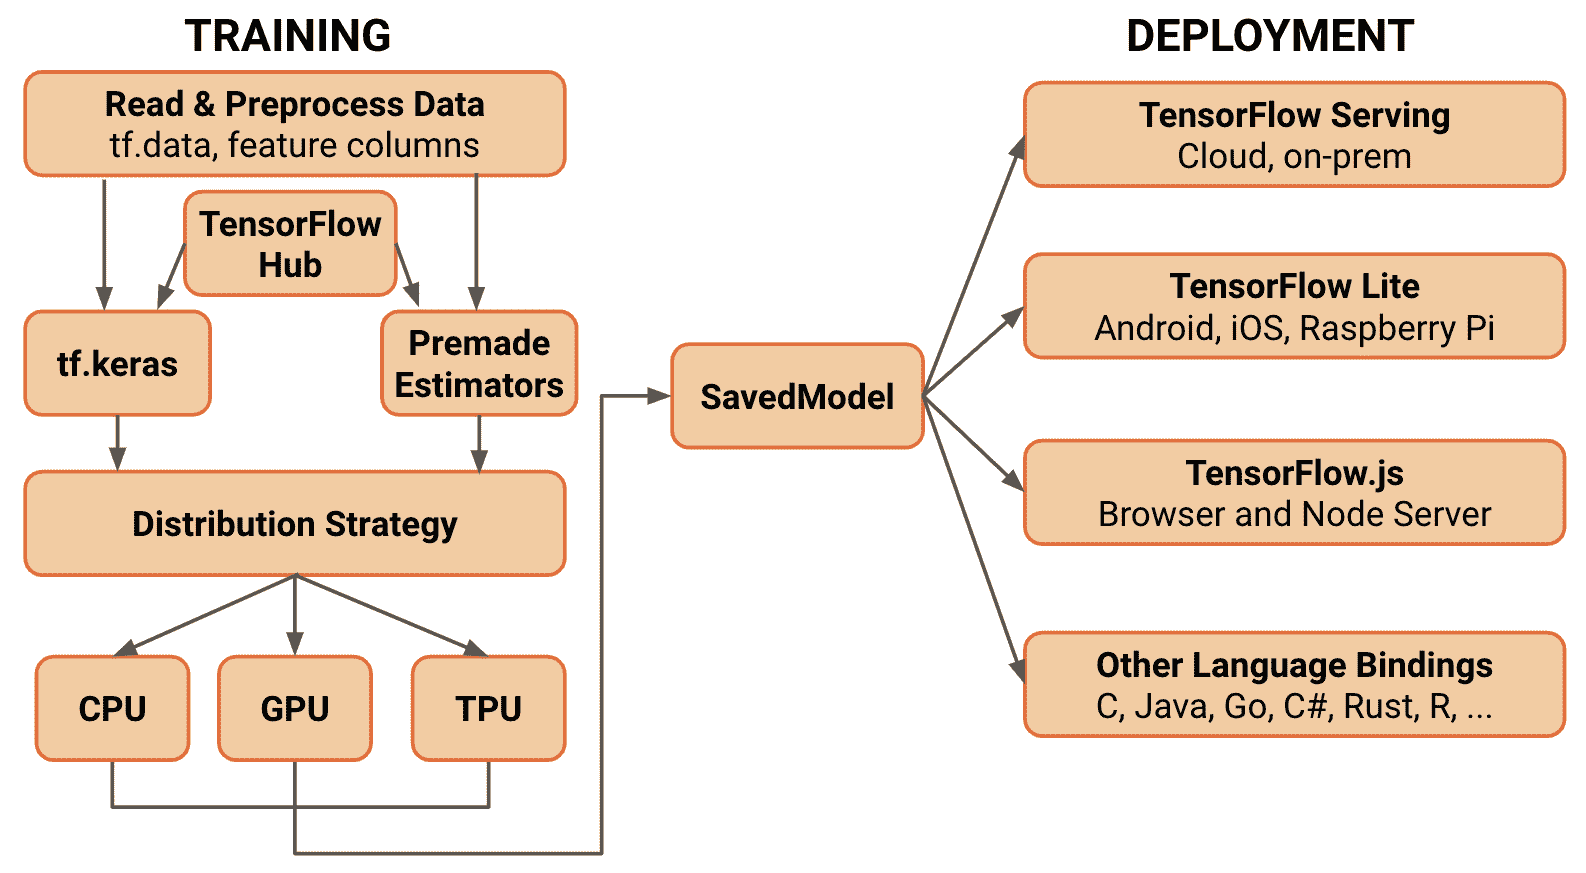 TRAINING
Read & Preprocess Data
tf.data, feature columns
TensorFlow
Hub
tf.keras
Premade
Estimators
Distribution Strategy
CPU
GPU
TPU
SavedModel
DEPLOYMENT
TensorFlow Serving
Cloud, on-prem
TensorFlow Lite
Android, iOS, Raspberry Pi
TensorFlow.js
Browser and Node Server
Other Language Bindings
C, Java, Go, C#, Rust, R, ...